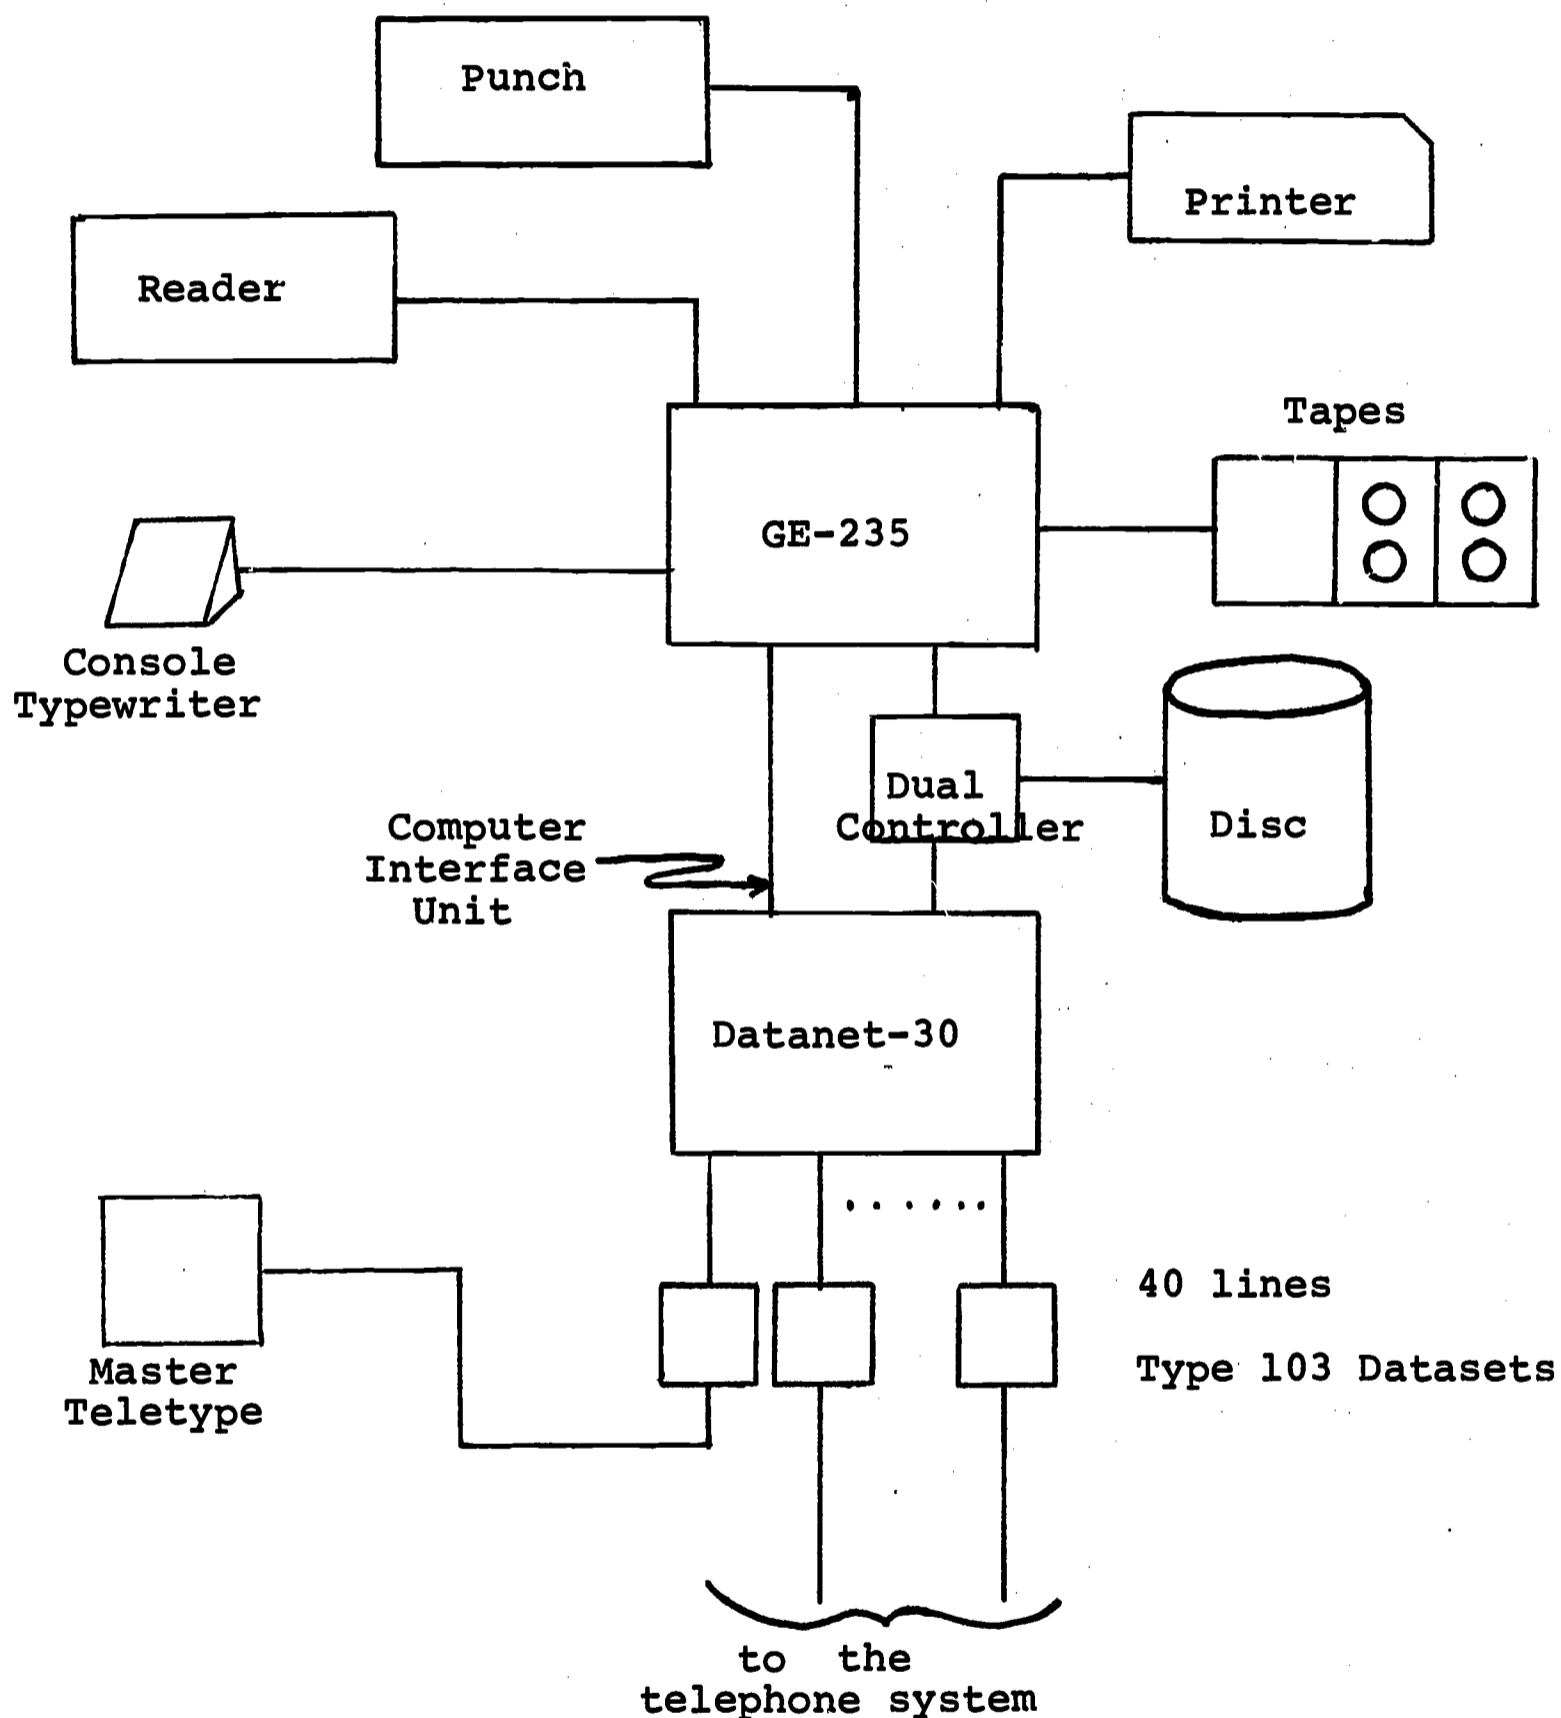 Punch
Printer
Reader
Tapes
GE-235
Console
Typewriter
Dual
Controller
Disc
Computer
Interface
Unit
Datanet-30
40 lines
Type 103 Datasets
Master
Teletype
to the
telephone system